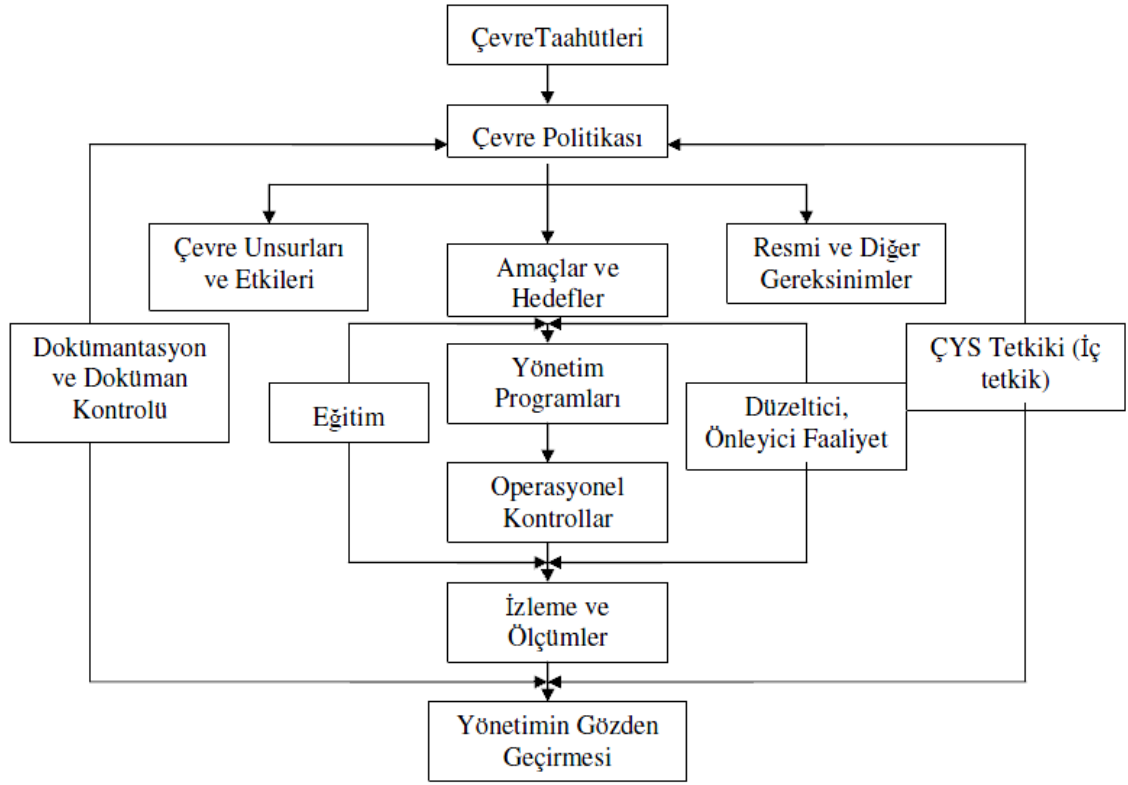 ÇevreTaahütleri
Çevre Politikası
Çevre Unsurları
ve Etkileri
Amaçlar ve
Hedefler
Resmi ve Diğer
Gereksinimler
Dokümantasyon
ve Doküman
Kontrolü
Eğitim
Yönetim
Programları
Düzeltici,
Önleyici Faaliyet
ÇYS Tetkiki (İç
tetkik)
Operasyonel
Kontrollar
İzleme ve
Ölçümler
Yönetimin Gözden
Geçirmesi